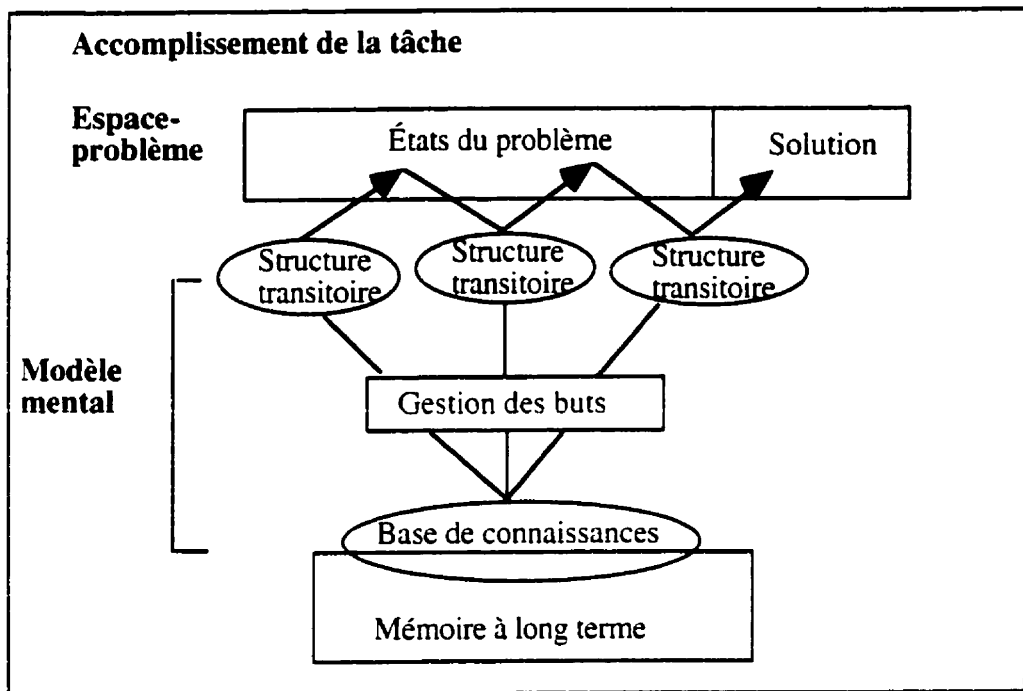 Accomplissement de la tâche
Espace-
problème
États du problème
Solution
Structure
transitoire
Structure
transitoire
Structure
transitoire
Modèle
mental
Gestion des buts
Base de connaissances
Mémoire à long terme